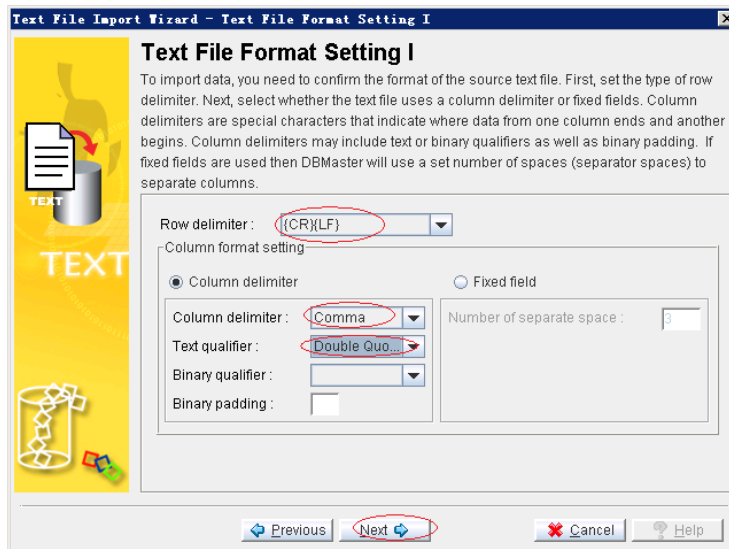 Text File Import Wizard - Text File Format Setting I
Text File Format Setting I
To import data, you need to confirm the format of the source text file. First, set the type of row
delimiter. Next, select whether the text file uses a column delimiter or fixed fields. Column
delimiters are special characters that indicate where data from one column ends and another
begins. Column delimiters may include text or binary qualifiers as well as binary padding. If
fixed fields are used then DBMaster will use a set number of spaces (separator spaces) to
separate columns.
TEXT
TEXT
Row delimiter : {CR}{LF}
Column format setting
Column delimiter Fixed field
Column delimiter : Comma Number of separate space : 3
Text qualifier : Double Quo...
Binary qualifier :
Binary padding :
Previous Next Cancel Help